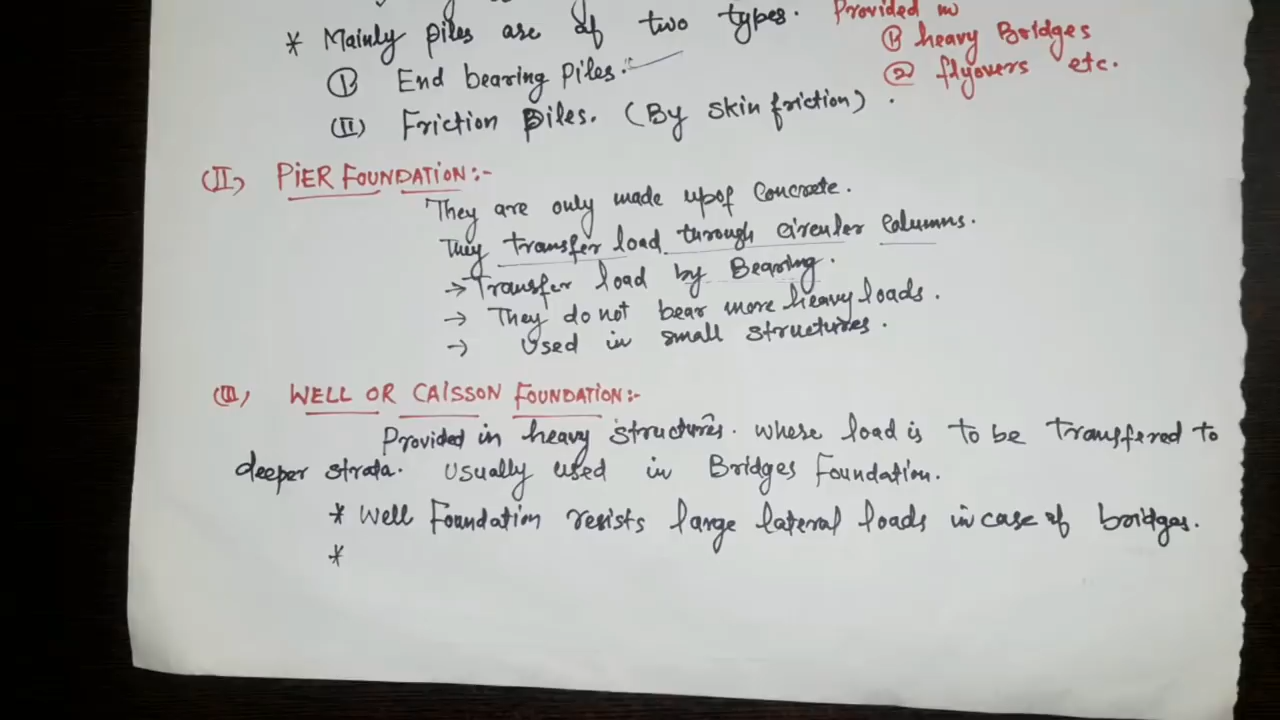 * Mainly piles are of two types. Provided in
① heavy Bridges
① End bearing Piles.
② flyovers etc.
(II) Friction Piles. (By skin friction).
(II) PIER FOUNDATION:-
They are only made upof Concrete.
They transfer load through circular Columns.
→ Transfer load by Bearing.
→ They do not bear more heavy loads.
→ Used in small structures.
(III) WELL OR CAISSON FOUNDATION:-
Provided in heavy structures. Where load is to be transfered to
deeper strata. Usually used in Bridges Foundation.
* Well Foundation resists large lateral loads in case of bridges.
*